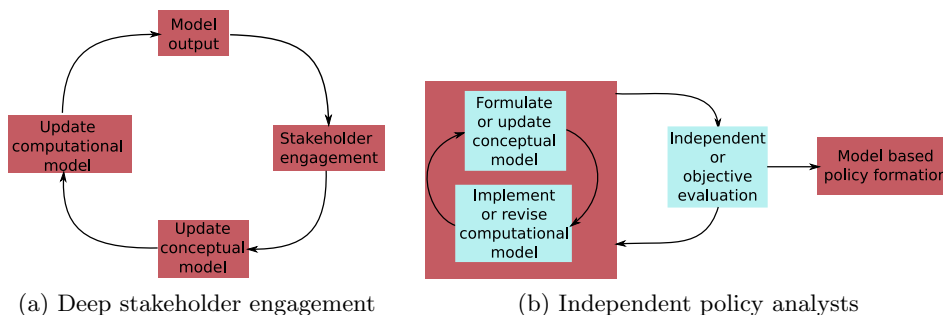 Model
output
Update
computational
model
Stakeholder
engagement
Update
conceptual
model
(a) Deep stakeholder engagement
Formulate
or update
conceptual
model
Implement
or revise
computational
model
Independent
or
objective
evaluation
Model based
policy formation
(b) Independent policy analysts